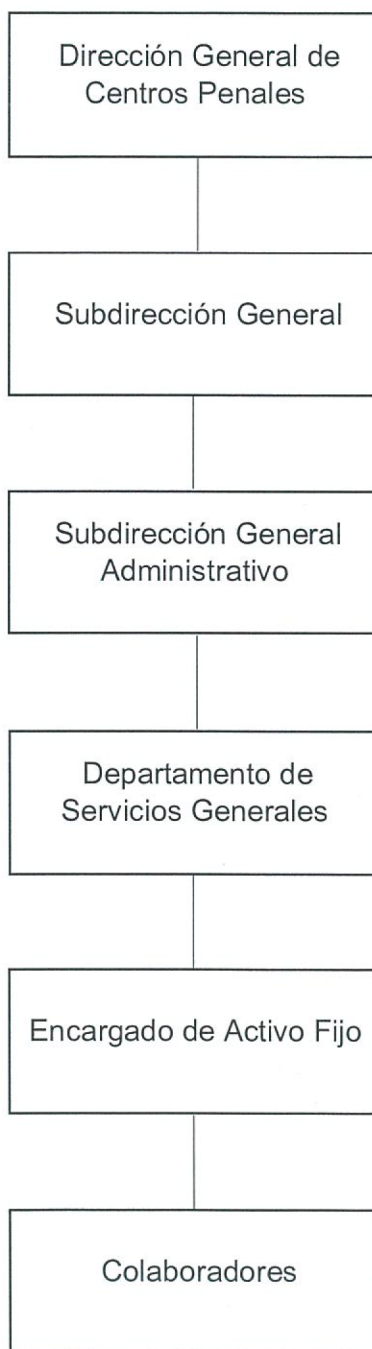 Dirección General de
Centros Penales
Subdirección General
Subdirección General
Administrativo
Departamento de
Servicios Generales
Encargado de Activo Fijo
Colaboradores